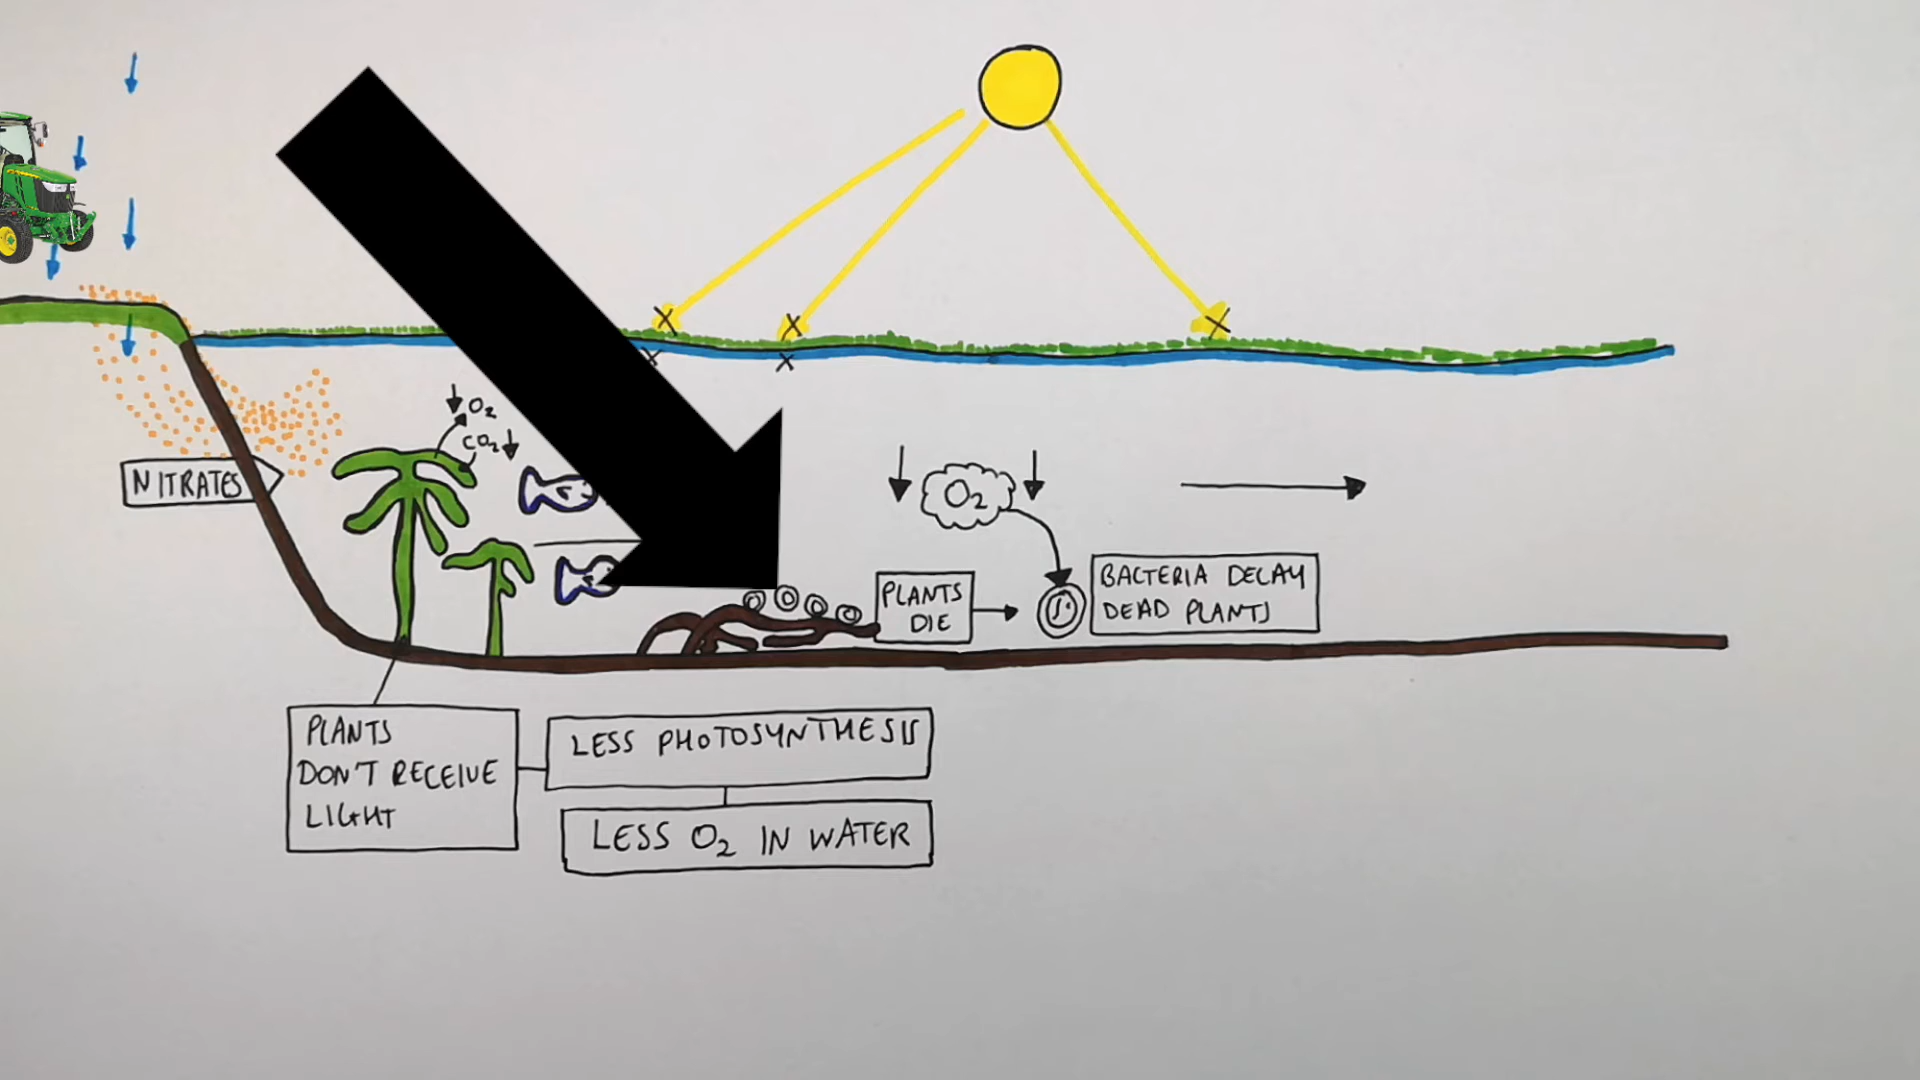 O₂
CO₂
NITRATES
O₂
PLANTS
DIE
BACTERIA DECAY
DEAD PLANTS
PLANTS
DON'T RECEIVE
LIGHT
LESS PHOTOSYNTHESIS
LESS O₂ IN WATER